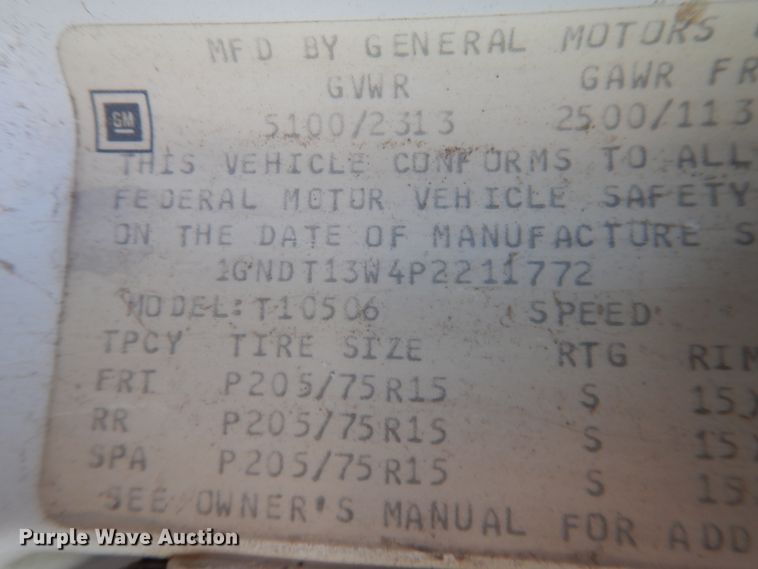 MFD BY GENERAL MOTORS
GVWR GAWR FR
GM
5100/2313 2500/113
THIS VEHICLE CONFORMS TO ALL
FEDERAL MOTOR VEHICLE SAFETY
ON THE DATE OF MANUFACTURE S
1GNDT13W4P2211772
MODEL: T10506 SPEED
TPCY TIRE SIZE RTG RIM
FRT P205/75R15 S 15X
RR P205/75R15 S 15
SPA P205/75R15 S 15
SEE OWNER'S MANUAL FOR ADD
Purple Wave Auction